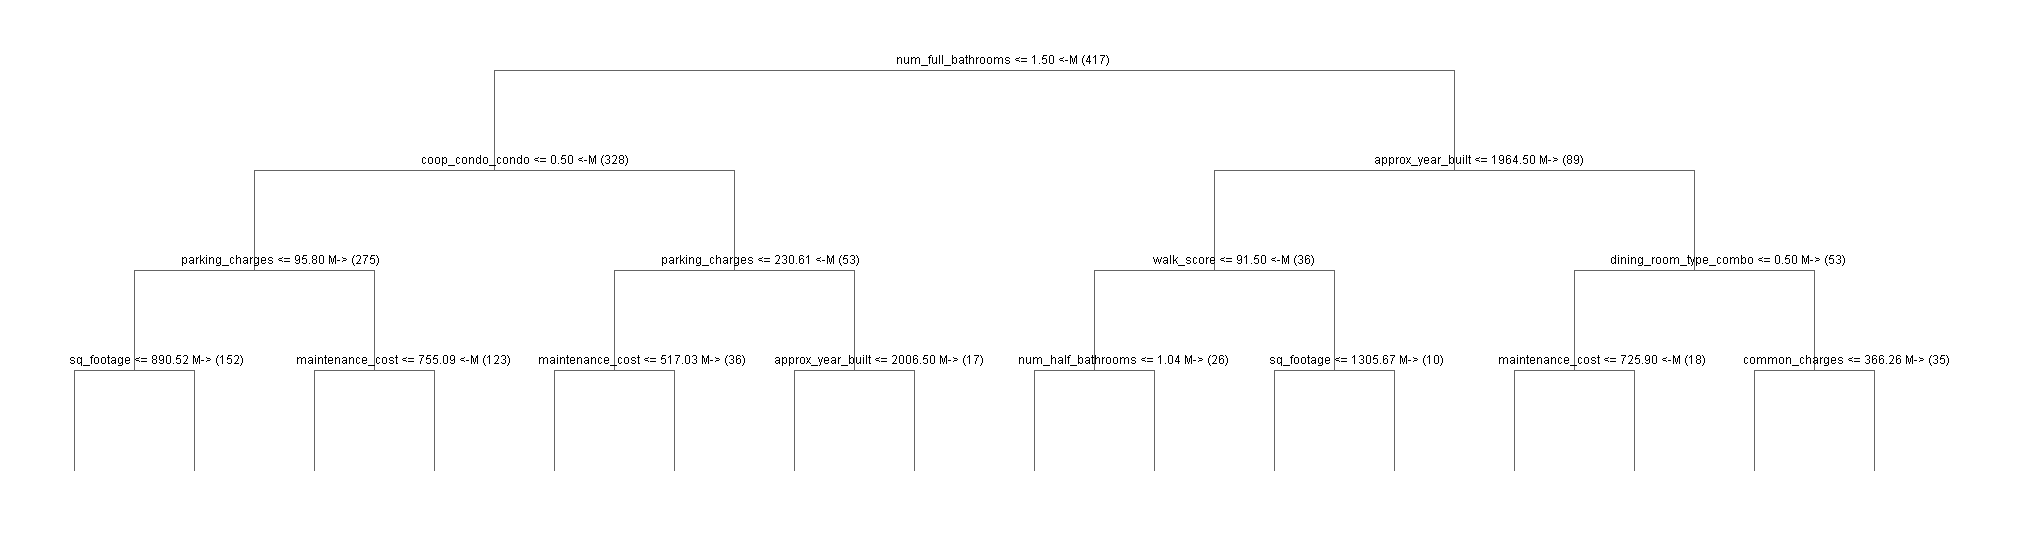 num_full_bathrooms <= 1.50 <-M (417)
coop_condo_condo <= 0.50 <-M (328)
approx_year_built <= 1964.50 M-> (89)
parking_charges <= 95.80 M-> (275)
parking_charges <= 230.61 <-M (53)
walk_score <= 91.50 <-M (36)
dining_room_type_combo <= 0.50 M-> (53)
sq_footage <= 890.52 M-> (152)
maintenance_cost <= 755.09 <-M (123)
maintenance_cost <= 517.03 M-> (36)
approx_year_built <= 2006.50 M-> (17)
num_half_bathrooms <= 1.04 M-> (26)
sq_footage <= 1305.67 M-> (10)
maintenance_cost <= 725.90 <-M (18)
common_charges <= 366.26 M-> (35)